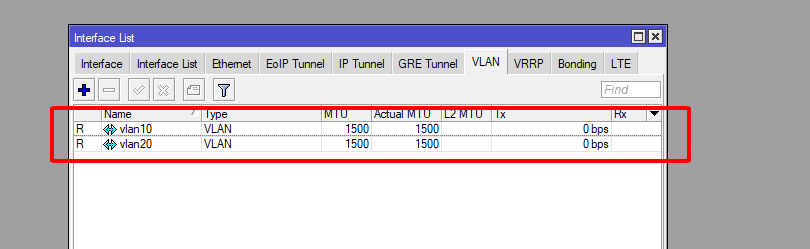 Interface List
Interface Interface List Ethernet EoIP Tunnel IP Tunnel GRE Tunnel VLAN VRRP Bonding LTE
Find
Name Type MTU Actual MTU L2 MTU Tx Rx
R vlan10 VLAN 1500 1500 0 bps
R vlan20 VLAN 1500 1500 0 bps